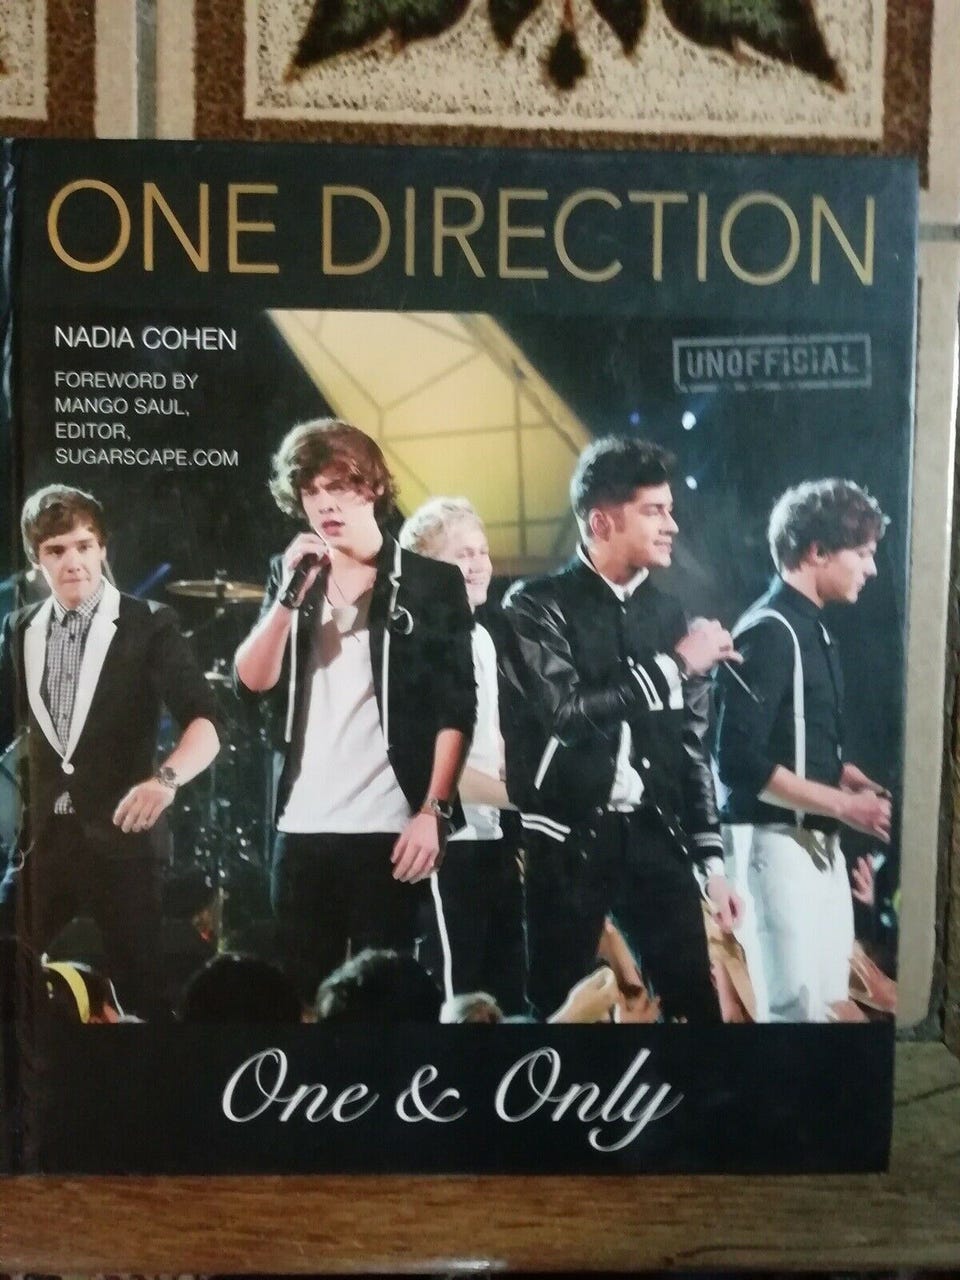 ONE DIRECTION
NADIA COHEN
FOREWORD BY
MANGO SAUL,
EDITOR,
SUGARSCAPE.COM
UNOFFICIAL
One & Only